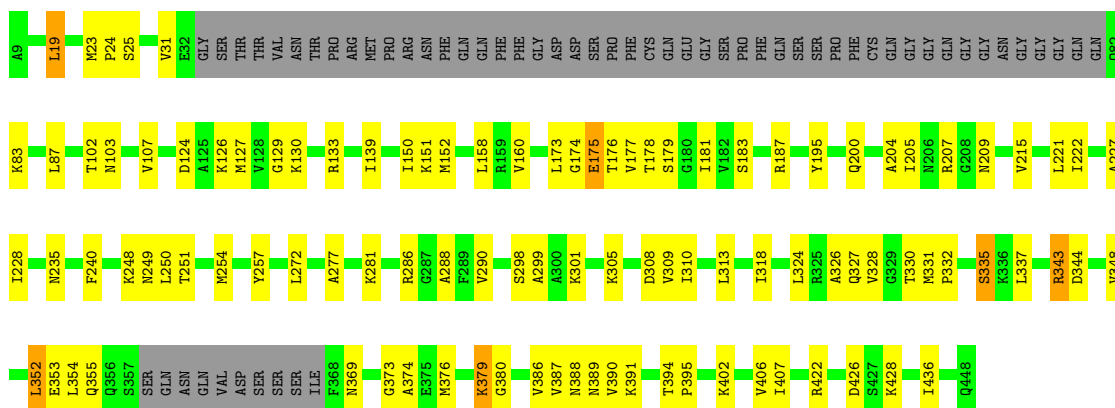 A9 L19 M23 P24 S25 V31 E32 GLY SER THR THR VAL ASN THR PRO ARG MET PRO ARG ASN PHE GLN GLN PHE PHE GLY ASP ASP SER PRO PHE CYS GLN GLU GLY SER PRO PHE GLN SER SER PRO PHE CYS GLN GLY GLY GLN GLY ASN GLY GLY GLY GLN GLN
K83 L87 T102 N103 V107 D124 A125 K126 M127 V128 G129 K130 R133 I139 I150 K151 M152 L158 R159 V160 L173 G174 E175 T176 V177 T178 S179 G180 I181 V182 S183 R187 Y195 Q200 A204 I205 N206 R207 G208 N209 V215 L221 I222 A227
I228 N235 F240 K248 N249 L250 T251 M254 Y257 L272 A277 K281 R286 G287 A288 F289 V290 S298 A299 A300 K301 K305 D308 V309 I310 L313 I318 L324 R325 A326 Q327 V328 G329 T330 M331 P332 S335 K336 L337 R343 D344
L352 E353 L354 Q355 Q356 S357 SER GLN ASN GLN VAL ASP SER SER SER ILE F368 N369 G373 A374 E375 M376 K379 G380 V386 V387 N388 N389 V390 K391 T394 P395 K402 V406 I407 R422 D426 S427 K428 I436 Q448